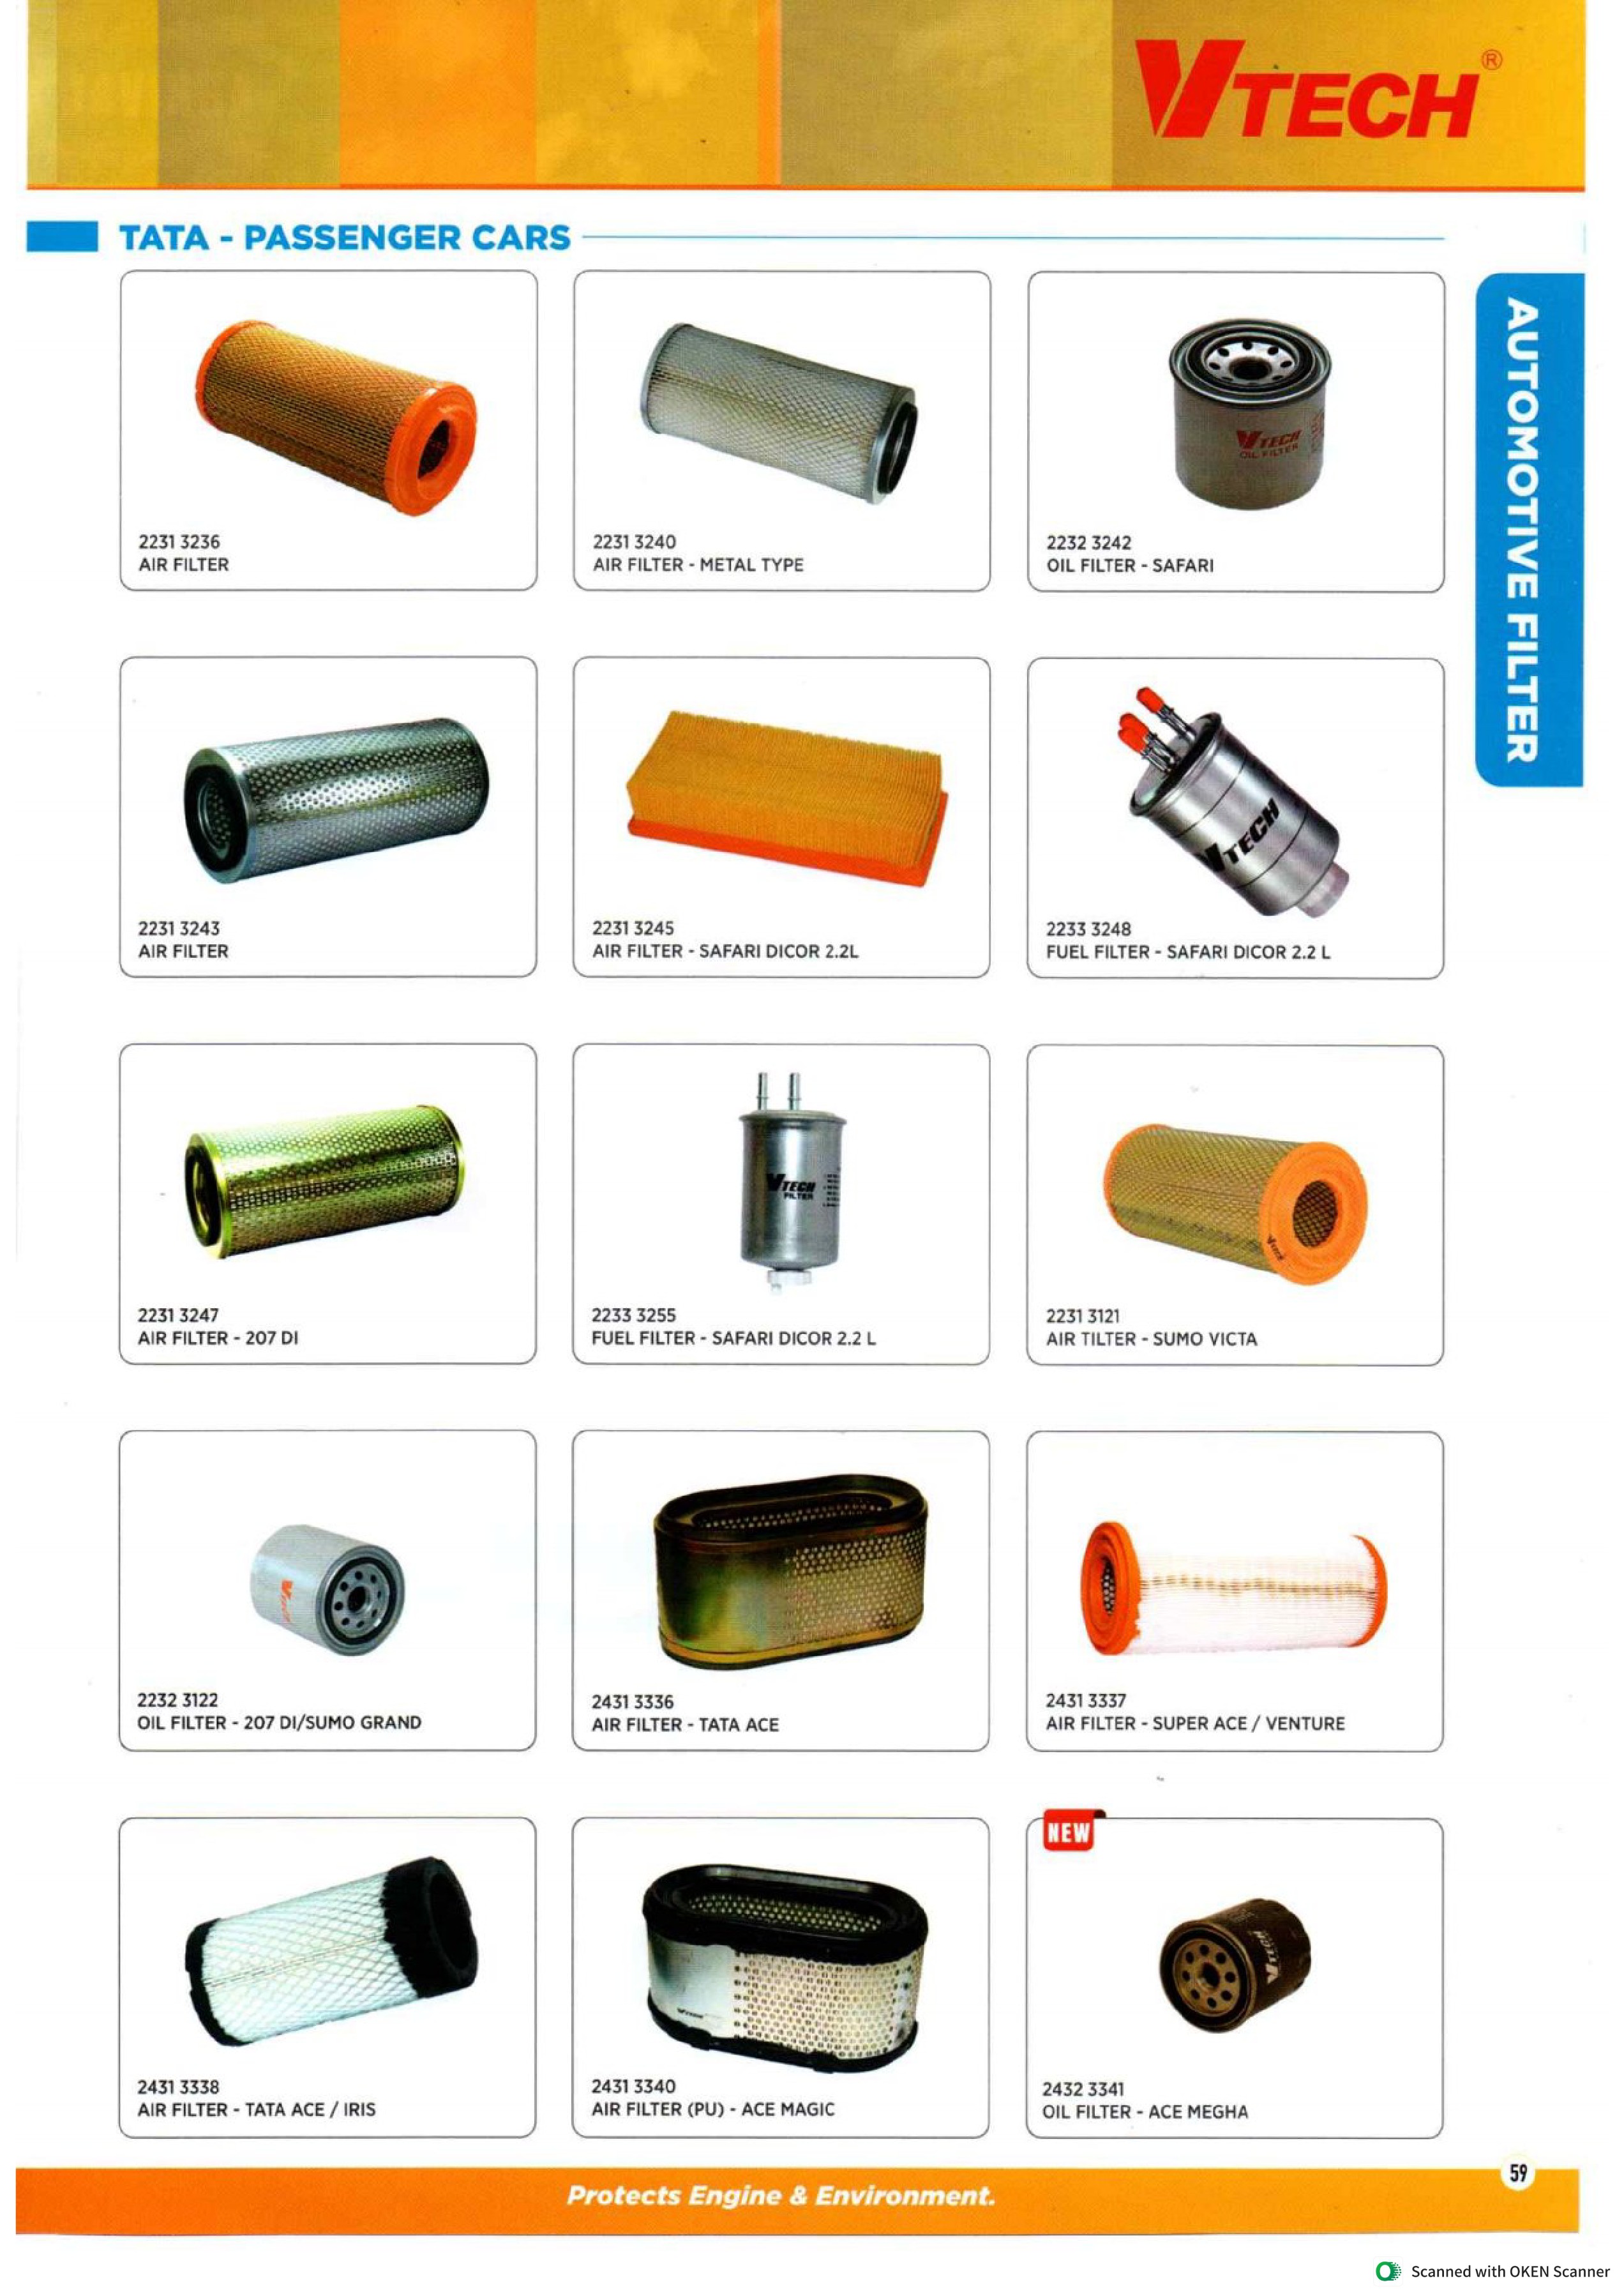 VTECH®
TATA - PASSENGER CARS
AUTOMOTIVE FILTER
2231 3236
AIR FILTER
2231 3240
AIR FILTER - METAL TYPE
VTECH
OIL FILTER
2232 3242
OIL FILTER - SAFARI
2231 3243
AIR FILTER
2231 3245
AIR FILTER - SAFARI DICOR 2.2L
VTECH
2233 3248
FUEL FILTER - SAFARI DICOR 2.2 L
2231 3247
AIR FILTER - 207 DI
VTECH
FILTER
2233 3255
FUEL FILTER - SAFARI DICOR 2.2 L
VTECH
2231 3121
AIR TILTER - SUMO VICTA
VTECH
2232 3122
OIL FILTER - 207 DI/SUMO GRAND
2431 3336
AIR FILTER - TATA ACE
2431 3337
AIR FILTER - SUPER ACE / VENTURE
2431 3338
AIR FILTER - TATA ACE / IRIS
VTECH
2431 3340
AIR FILTER (PU) - ACE MAGIC
NEW
VTECH
2432 3341
OIL FILTER - ACE MEGHA
59
Protects Engine & Environment.
Scanned with OKEN Scanner